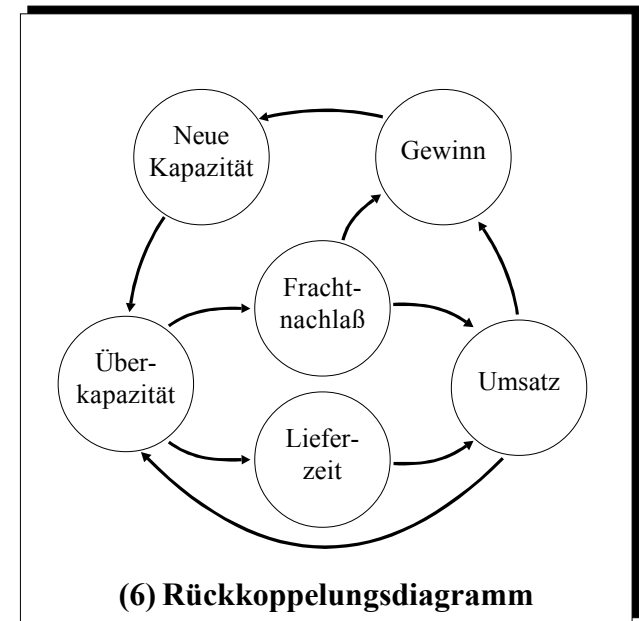 Neue
Kapazität
Gewinn
Fracht-
nachlaß
Über-
kapazität
Umsatz
Liefer-
zeit
(6) Rückkoppelungsdiagramm